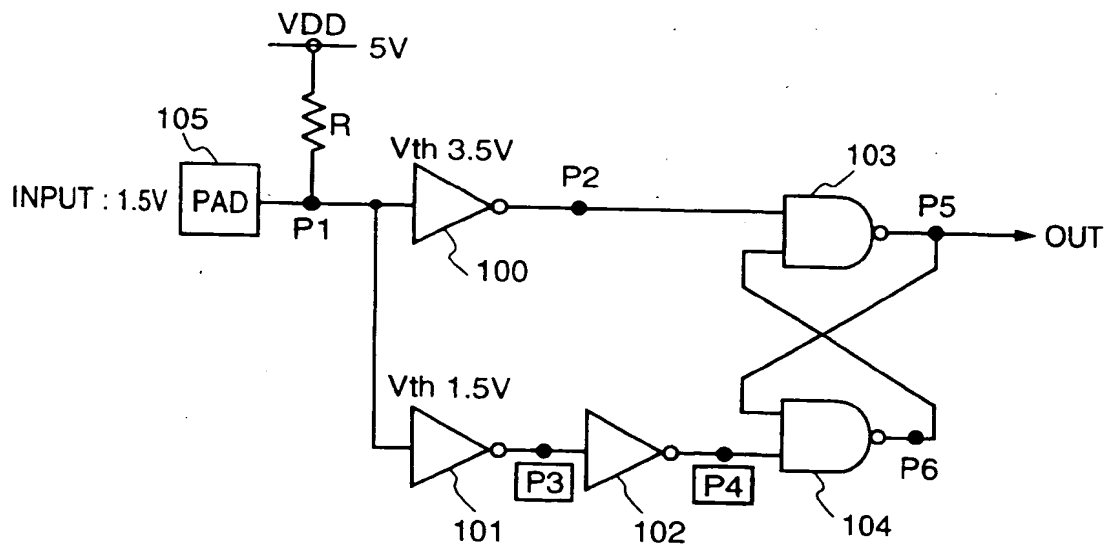 VDD
5V
105
R
Vth 3.5V
103
INPUT : 1.5V
PAD
P1
P2
P5
OUT
100
Vth 1.5V
P3
P4
P6
101
102
104